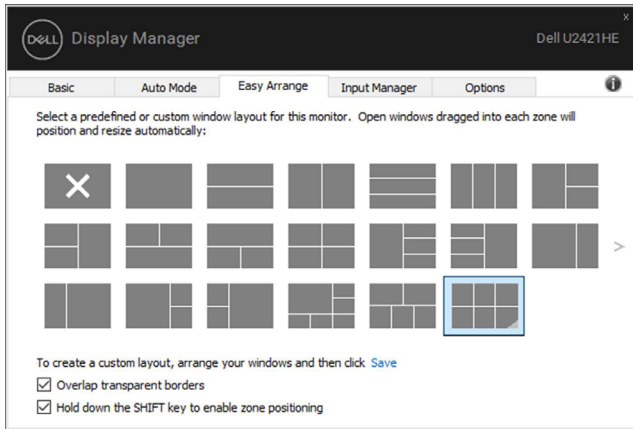 x
DELL Display Manager Dell U2421HE
Basic Auto Mode Easy Arrange Input Manager Options i
Select a predefined or custom window layout for this monitor. Open windows dragged into each zone will
position and resize automatically:
>
To create a custom layout, arrange your windows and then click Save
Overlap transparent borders
Hold down the SHIFT key to enable zone positioning